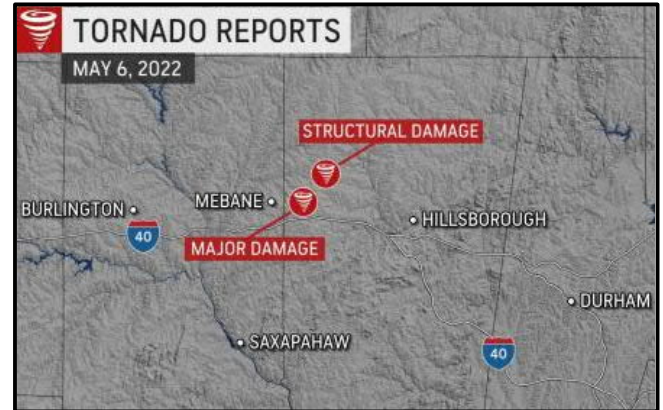 TORNADO REPORTS
MAY 6, 2022
STRUCTURAL DAMAGE
BURLINGTON
MEBANE
40
MAJOR DAMAGE
HILLSBOROUGH
DURHAM
SAXAPAHAW
40